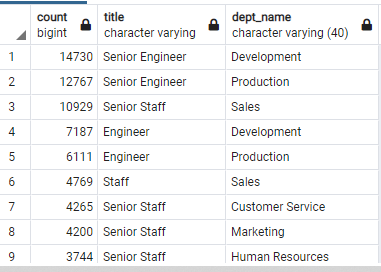 count title dept_name
bigint character varying character varying (40)
1 14730 Senior Engineer Development
2 12767 Senior Engineer Production
3 10929 Senior Staff Sales
4 7187 Engineer Development
5 6111 Engineer Production
6 4769 Staff Sales
7 4265 Senior Staff Customer Service
8 4200 Senior Staff Marketing
9 3744 Senior Staff Human Resources